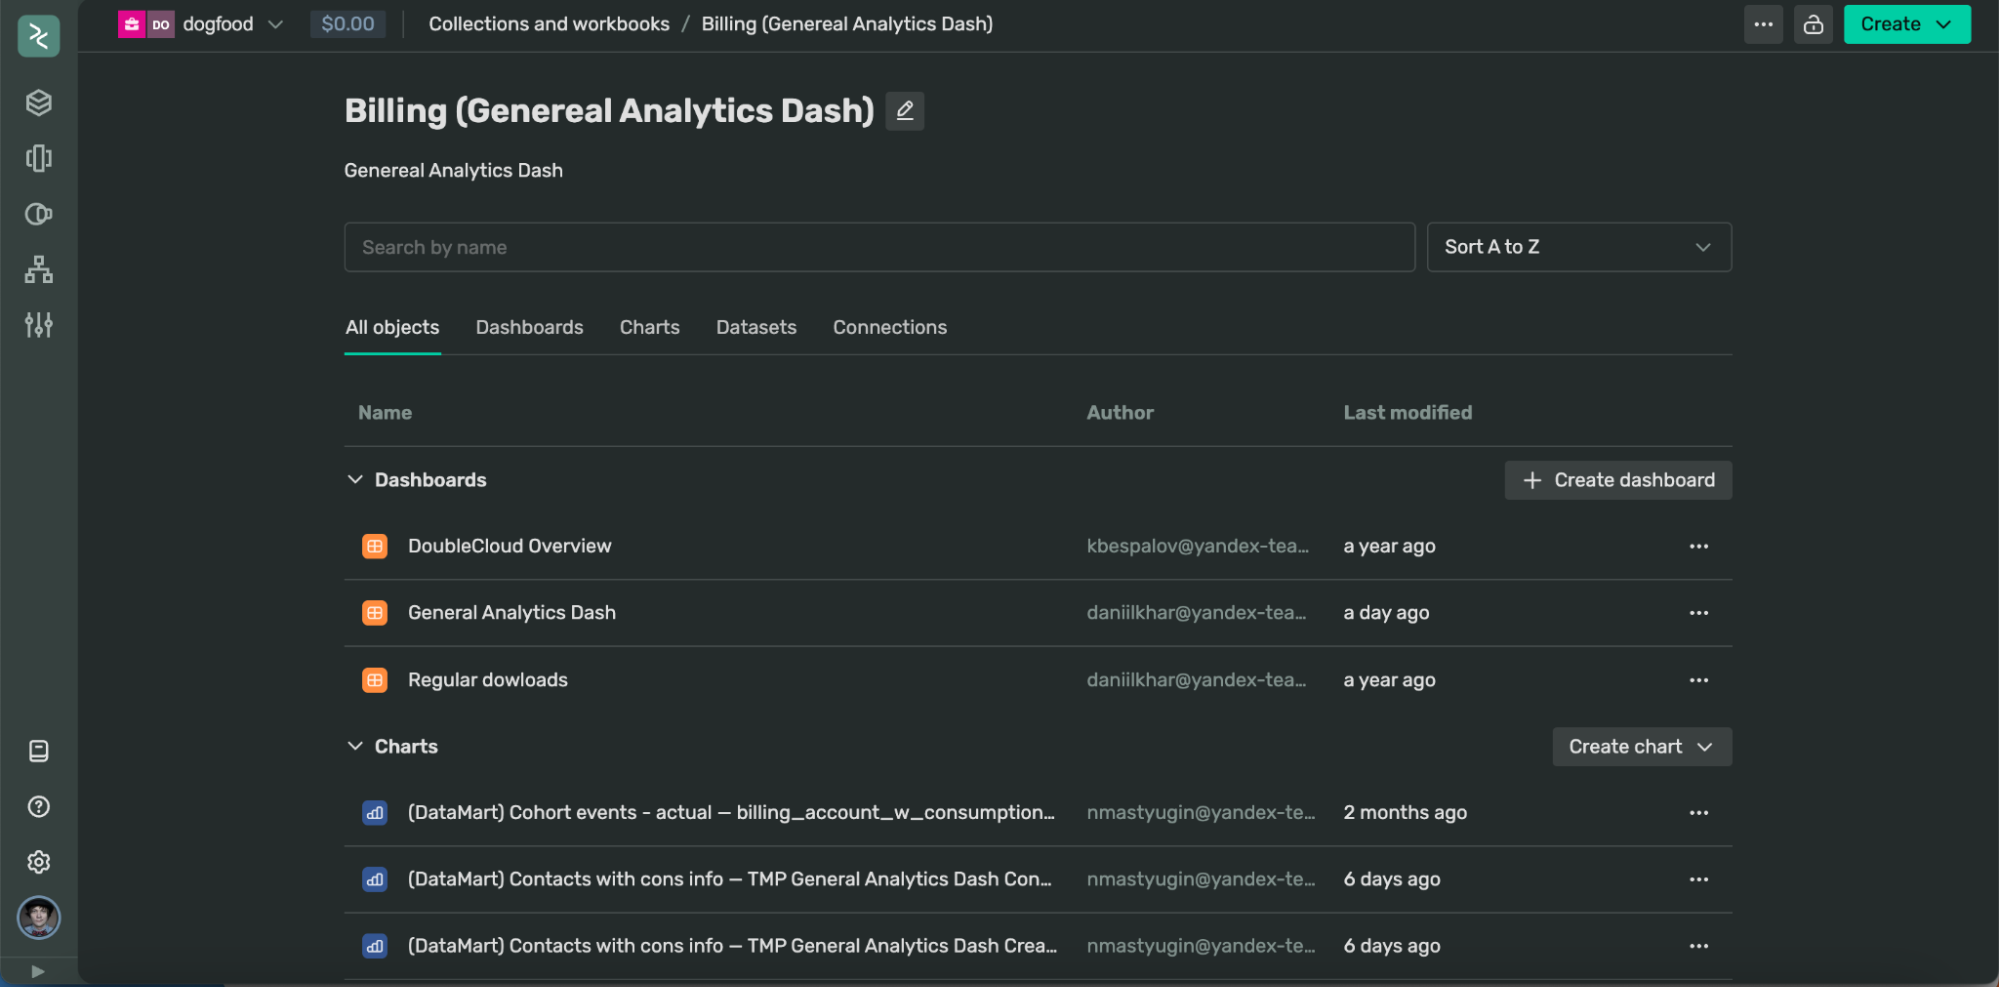 DO dogfood $0.00 Collections and workbooks / Billing (Genereal Analytics Dash) ... Create
Billing (Genereal Analytics Dash)
Genereal Analytics Dash
Search by name Sort A to Z
All objects Dashboards Charts Datasets Connections
Name Author Last modified
Dashboards + Create dashboard
DoubleCloud Overview kbespalov@yandex-tea... a year ago ...
General Analytics Dash daniilkhar@yandex-tea... a day ago ...
Regular dowloads daniilkhar@yandex-tea... a year ago ...
Charts Create chart
(DataMart) Cohort events - actual — billing_account_w_consumption... nmastyugin@yandex-te... 2 months ago ...
(DataMart) Contacts with cons info — TMP General Analytics Dash Con... nmastyugin@yandex-te... 6 days ago ...
(DataMart) Contacts with cons info — TMP General Analytics Dash Crea... nmastyugin@yandex-te... 6 days ago ...